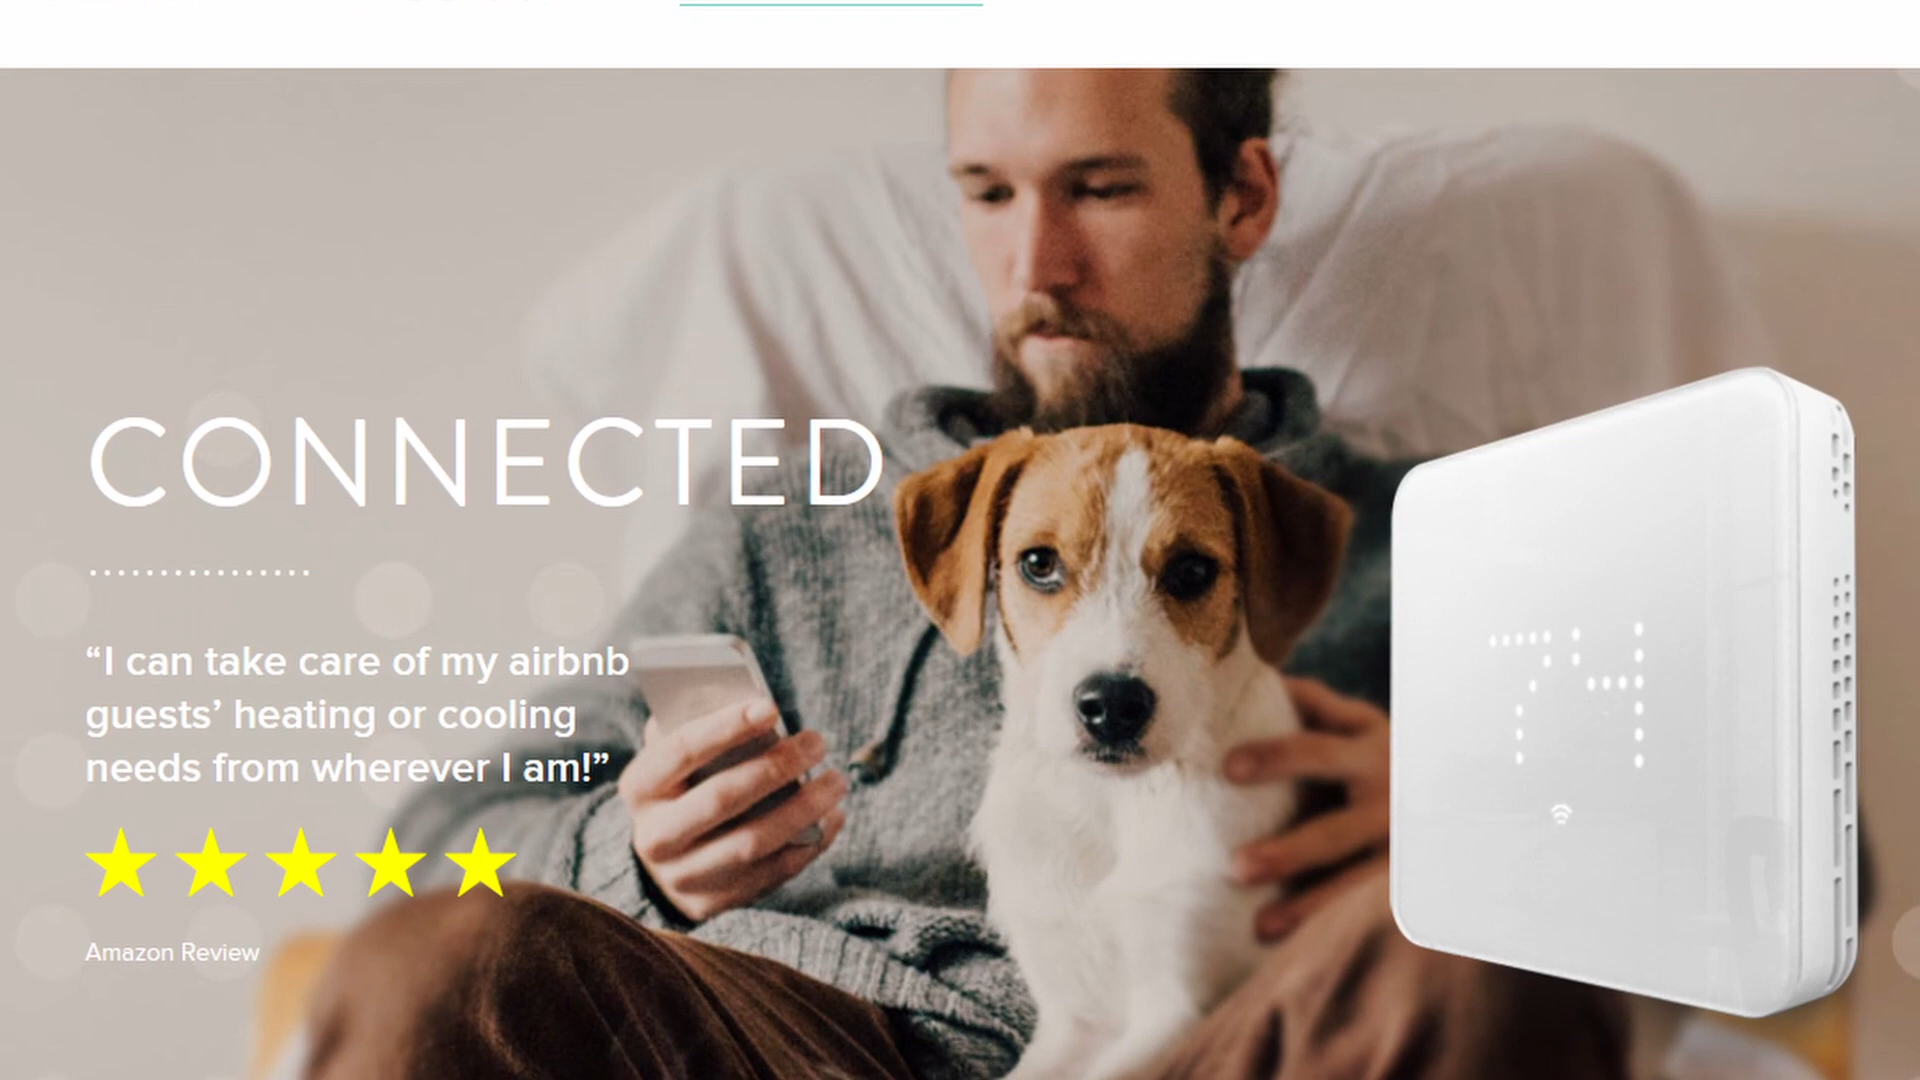 CONNECTED
“I can take care of my airbnb
guests’ heating or cooling
needs from wherever I am!”
Amazon Review
74